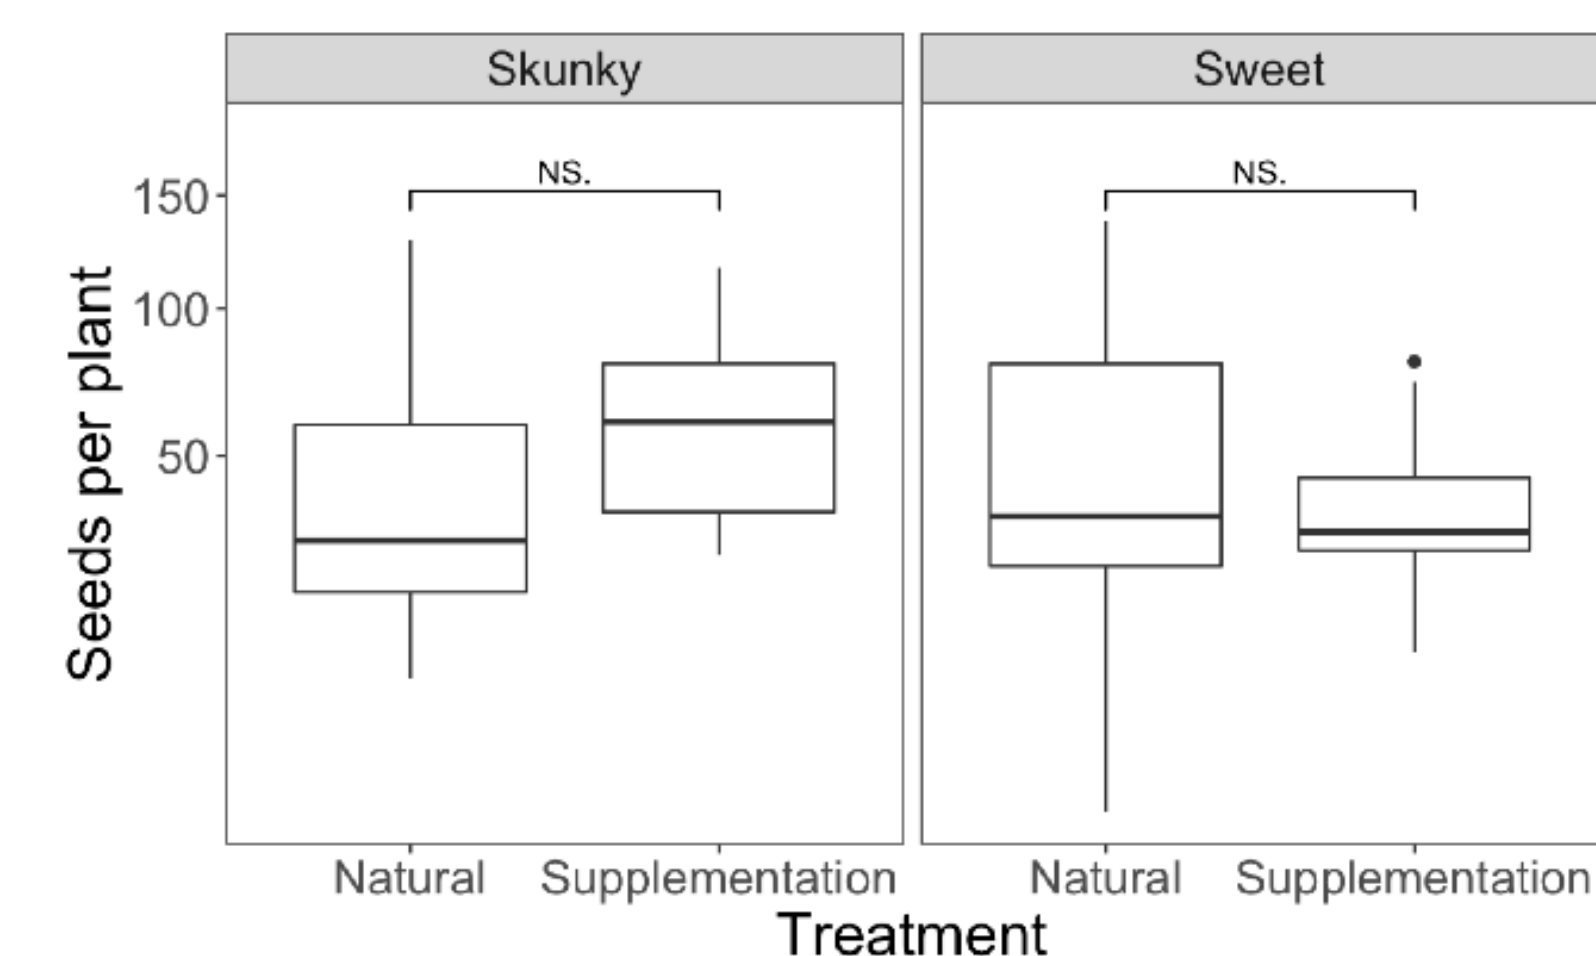 Skunky
Sweet
NS.
NS.
150
100
50
Seeds per plant
Natural
Supplementation
Natural
Supplementation
Treatment